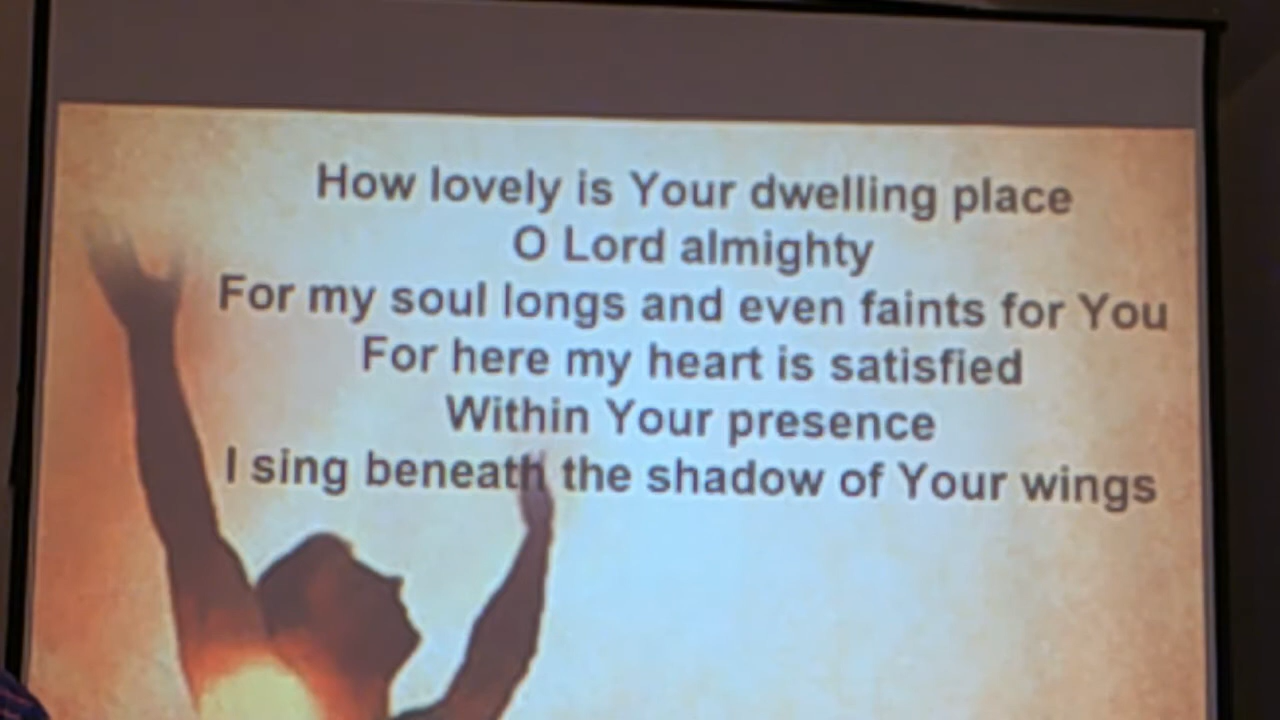 How lovely is Your dwelling place
O Lord almighty
For my soul longs and even faints for You
For here my heart is satisfied
Within Your presence
I sing beneath the shadow of Your wings